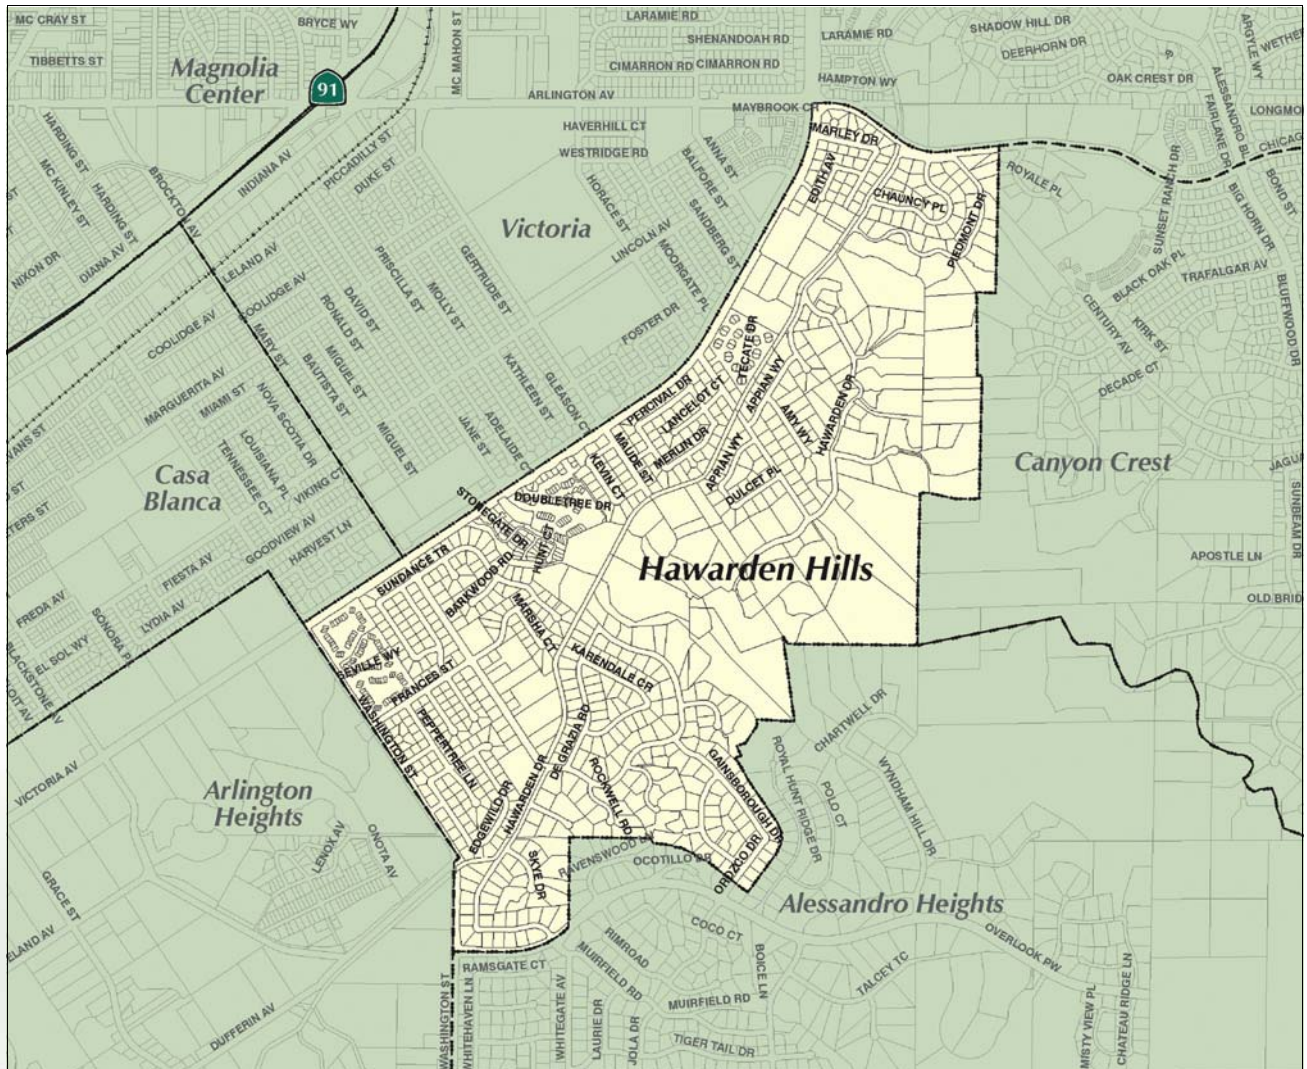 MC CRAY ST
BRYCE WY
MC MAHON ST
LARAMIE RD
SHENANDOAH RD
LARAMIE RD
SHADOW HILL DR
DEERHORN DR
ARGYLE WY
TIBBETTS ST
Magnolia
Center
91
CIMARRON RD
CIMARRON RD
HAMPTON WY
OAK CREST DR
ALESSANDRO BL
FAIRLANE DR
ARLINGTON AV
MAYBROOK CR
HARDING ST
MC KINLEY ST
HARDING ST
BROCKTON AV
INDIANA AV
PICCADILLY ST
DUKE ST
HAVERHILL CT
WESTRIDGE RD
ANNA ST
BALFORE ST
SANDBERG ST
MARLEY DR
EDITH AV
CHAUNCY PL
PIEDMONT DR
ROYALE PL
SUNSET RANCH DR
BIG HORN DR
BOND ST
NIXON DR
DIANA AV
LELAND AV
COOLIDGE AV
COOLIDGE AV
Victoria
HORACE ST
LINCOLN AV
MOORGATE PL
FOSTER DR
PRISCILLA ST
MOLLY ST
GERTRUDE ST
DAVID ST
RONALD ST
MIGUEL ST
BAUTISTA ST
MARY ST
BLACK OAK PL
TRAFALGAR AV
BLUFFWOOD DR
CENTURY AV
KIRK ST
DECADE CT
MARGUERITA AV
MIAMI ST
NOVA SCOTIA DR
LOUISIANA PL
TENNESSEE CT
VIKING CT
MIGUEL ST
JANE ST
KATHLEEN ST
GLEASON CT
PERCIVAL DR
LANCELOT CT
TECATE DR
APPIAN WY
AMY WY
HAWARDEN DR
MERLIN DR
MAUDE ST
KEVIN CT
APPIAN WY
DULCET PL
Casa
Blanca
Canyon Crest
SUNBEAM DR
GOODVIEW AV
HARVEST LN
STONEGATE DR
DOUBLETREE DR
HUNT CT
Hawarden Hills
APOSTLE LN
FIESTA AV
FREDA AV
SONORA PL
LYDIA AV
EL SOL WY
BLACKSTONE AV
SUNDANCE TR
BARKWOOD RD
MARSHA CT
KARENDALE CR
SEVILLE WY
FRANCES ST
WASHINGTON ST
PEPPERTREE LN
DE GRAZIA RD
HAWARDEN DR
EDGEWILD DR
ROCKWELL RD
GAINSBOROUGH DR
OROZCO DR
SKYE DR
VICTORIA AV
Arlington
Heights
LENOX AV
ONOTA AV
GRACE ST
CHARTWELL DR
ROYAL HUNT RIDGE DR
POLO CT
WYNDHAM HILL DR
OCOTILLO DR
Alessandro Heights
OVERLOOK PW
COCO CT
BOICE LN
TALCEY TC
RIMROAD
MUIRFIELD RD
MUIRFIELD RD
RAMSGATE CT
WASHINGTON ST
WHITEHAVEN LN
WHITEGATE AV
LAURIE DR
JOLA DR
TIGER TAIL DR
MISTY VIEW PL
CHATEAU RIDGE LN
DUFFERIN AV